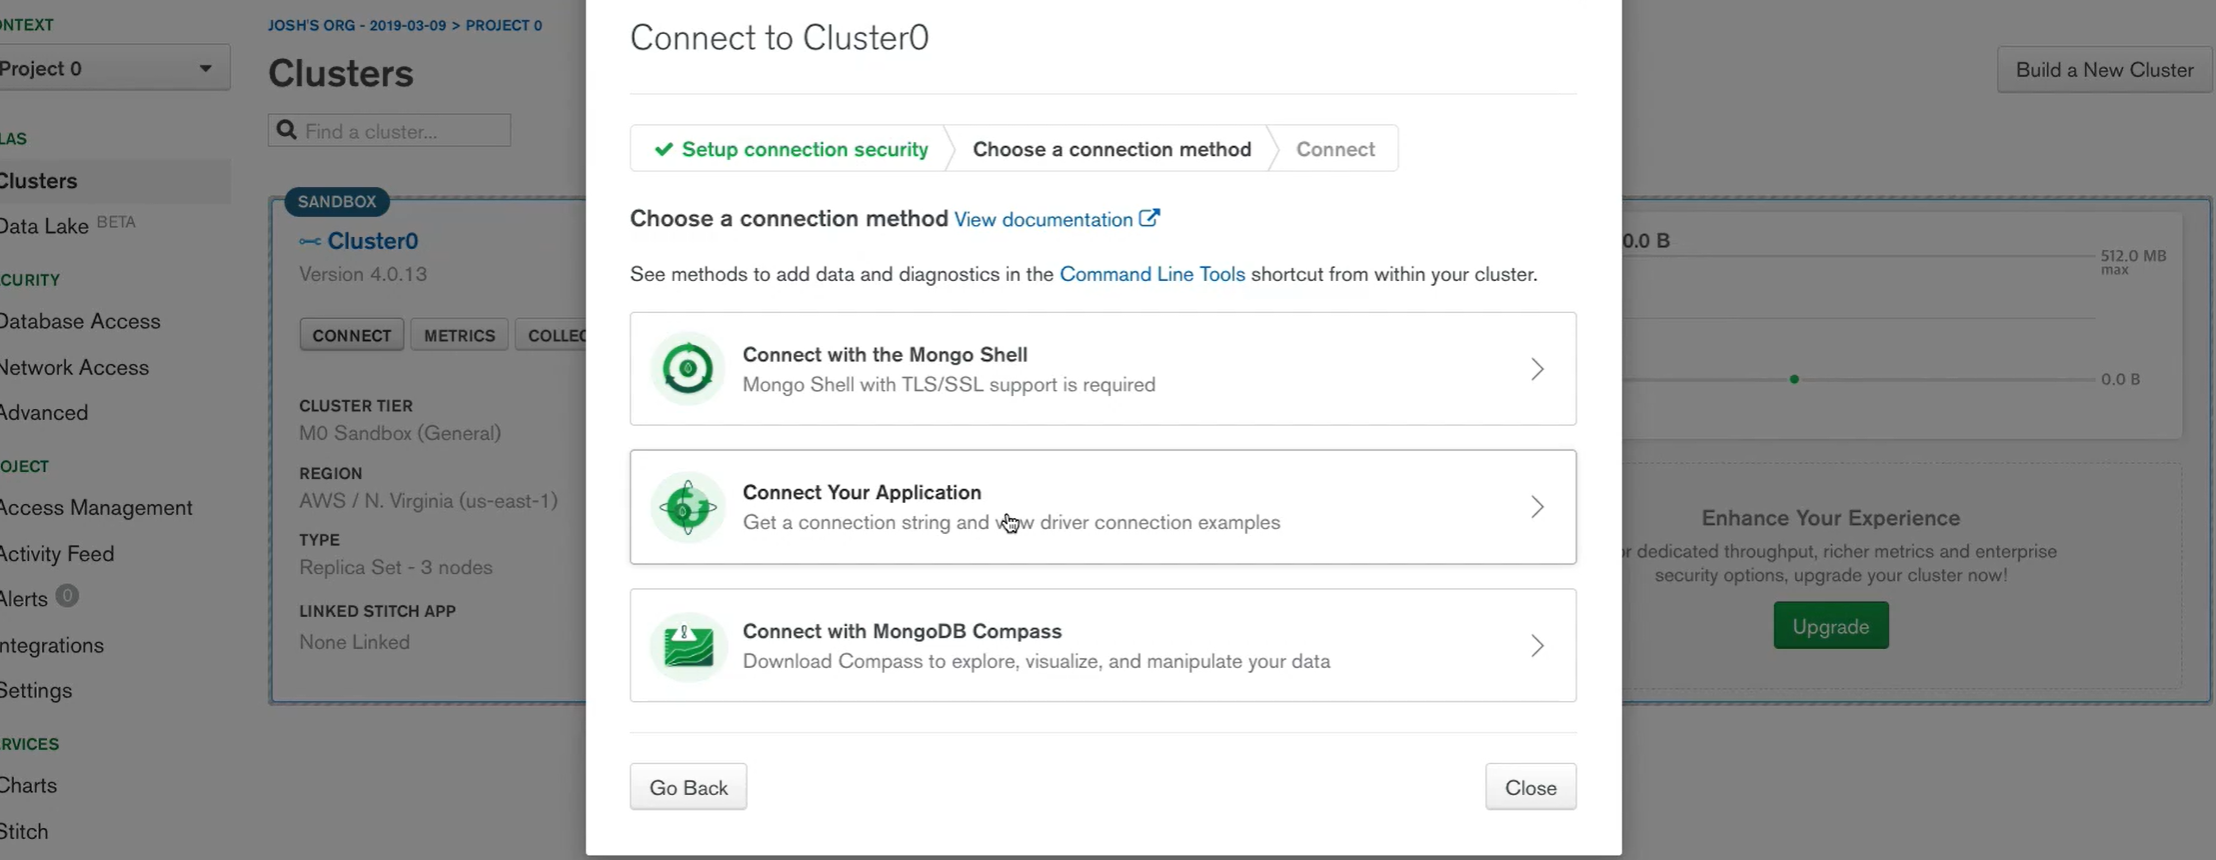 ONTEXT
Project 0
LAS
Clusters
Data Lake BETA
CURITY
Database Access
Network Access
Advanced
OJECT
Access Management
Activity Feed
Alerts 0
ntegrations
Settings
RVICES
Charts
Stitch
JOSH'S ORG - 2019-03-09 > PROJECT 0
Clusters
Find a cluster...
SANDBOX
Cluster0
Version 4.0.13
CONNECT
METRICS
COLLEC
CLUSTER TIER
M0 Sandbox (General)
REGION
AWS / N. Virginia (us-east-1)
TYPE
Replica Set - 3 nodes
LINKED STITCH APP
None Linked
Connect to Cluster0
Setup connection security
Choose a connection method
Connect
Choose a connection method View documentation
See methods to add data and diagnostics in the Command Line Tools shortcut from within your cluster.
Connect with the Mongo Shell
Mongo Shell with TLS/SSL support is required
Connect Your Application
Get a connection string and view driver connection examples
Connect with MongoDB Compass
Download Compass to explore, visualize, and manipulate your data
Go Back
Close
Build a New Cluster
0.0 B
512.0 MB
max
0.0 B
Enhance Your Experience
or dedicated throughput, richer metrics and enterprise
security options, upgrade your cluster now!
Upgrade